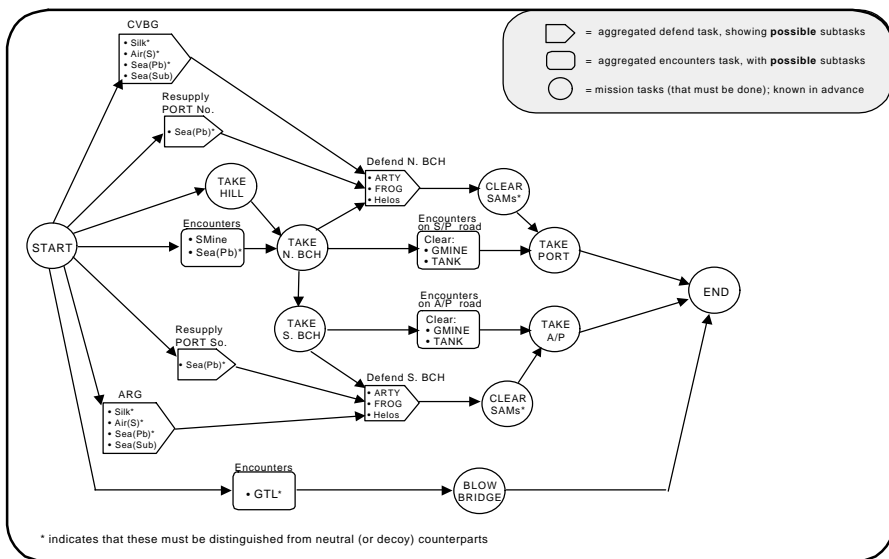 CVBG
• Silk*
• Air(S)*
• Sea(Pb)*
• Sea(Sub)
= aggregated defend task, showing possible subtasks
= aggregated encounters task, with possible subtasks
= mission tasks (that must be done); known in advance
Resupply
PORT No.
• Sea(Pb)*
TAKE
HILL
Defend N. BCH
• ARTY
• FROG
• Helos
CLEAR
SAMs*
START
Encounters
• SMine
• Sea(Pb)*
TAKE
N. BCH
Encounters
on S/P road
Clear:
• GMINE
• TANK
TAKE
PORT
END
TAKE
S. BCH
Encounters
on A/P road
Clear:
• GMINE
• TANK
TAKE
A/P
Resupply
PORT So.
• Sea(Pb)*
Defend S. BCH
• ARTY
• FROG
• Helos
CLEAR
SAMs*
ARG
• Silk*
• Air(S)*
• Sea(Pb)*
• Sea(Sub)
Encounters
• GTL*
BLOW
BRIDGE
* indicates that these must be distinguished from neutral (or decoy) counterparts